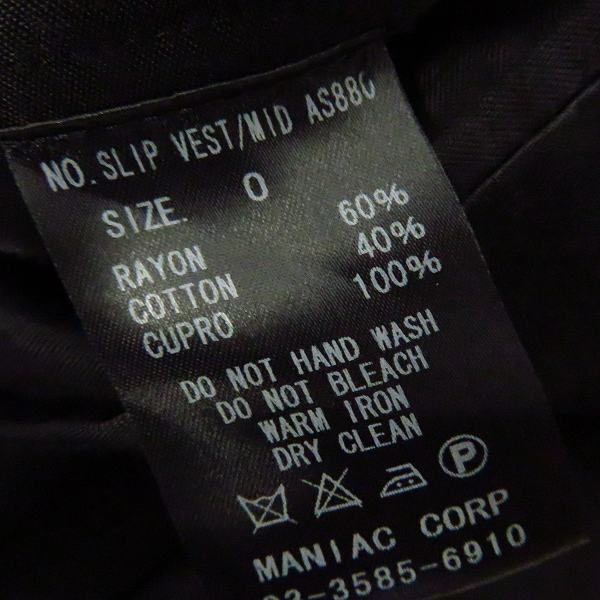 NO. SLIP VEST/MID AS880
SIZE. 0
RAYON 60%
COTTON 40%
CUPRO 100%
DO NOT HAND WASH
DO NOT BLEACH
WARM IRON
DRY CLEAN
P
MANIAC CORP
03-3585-6910